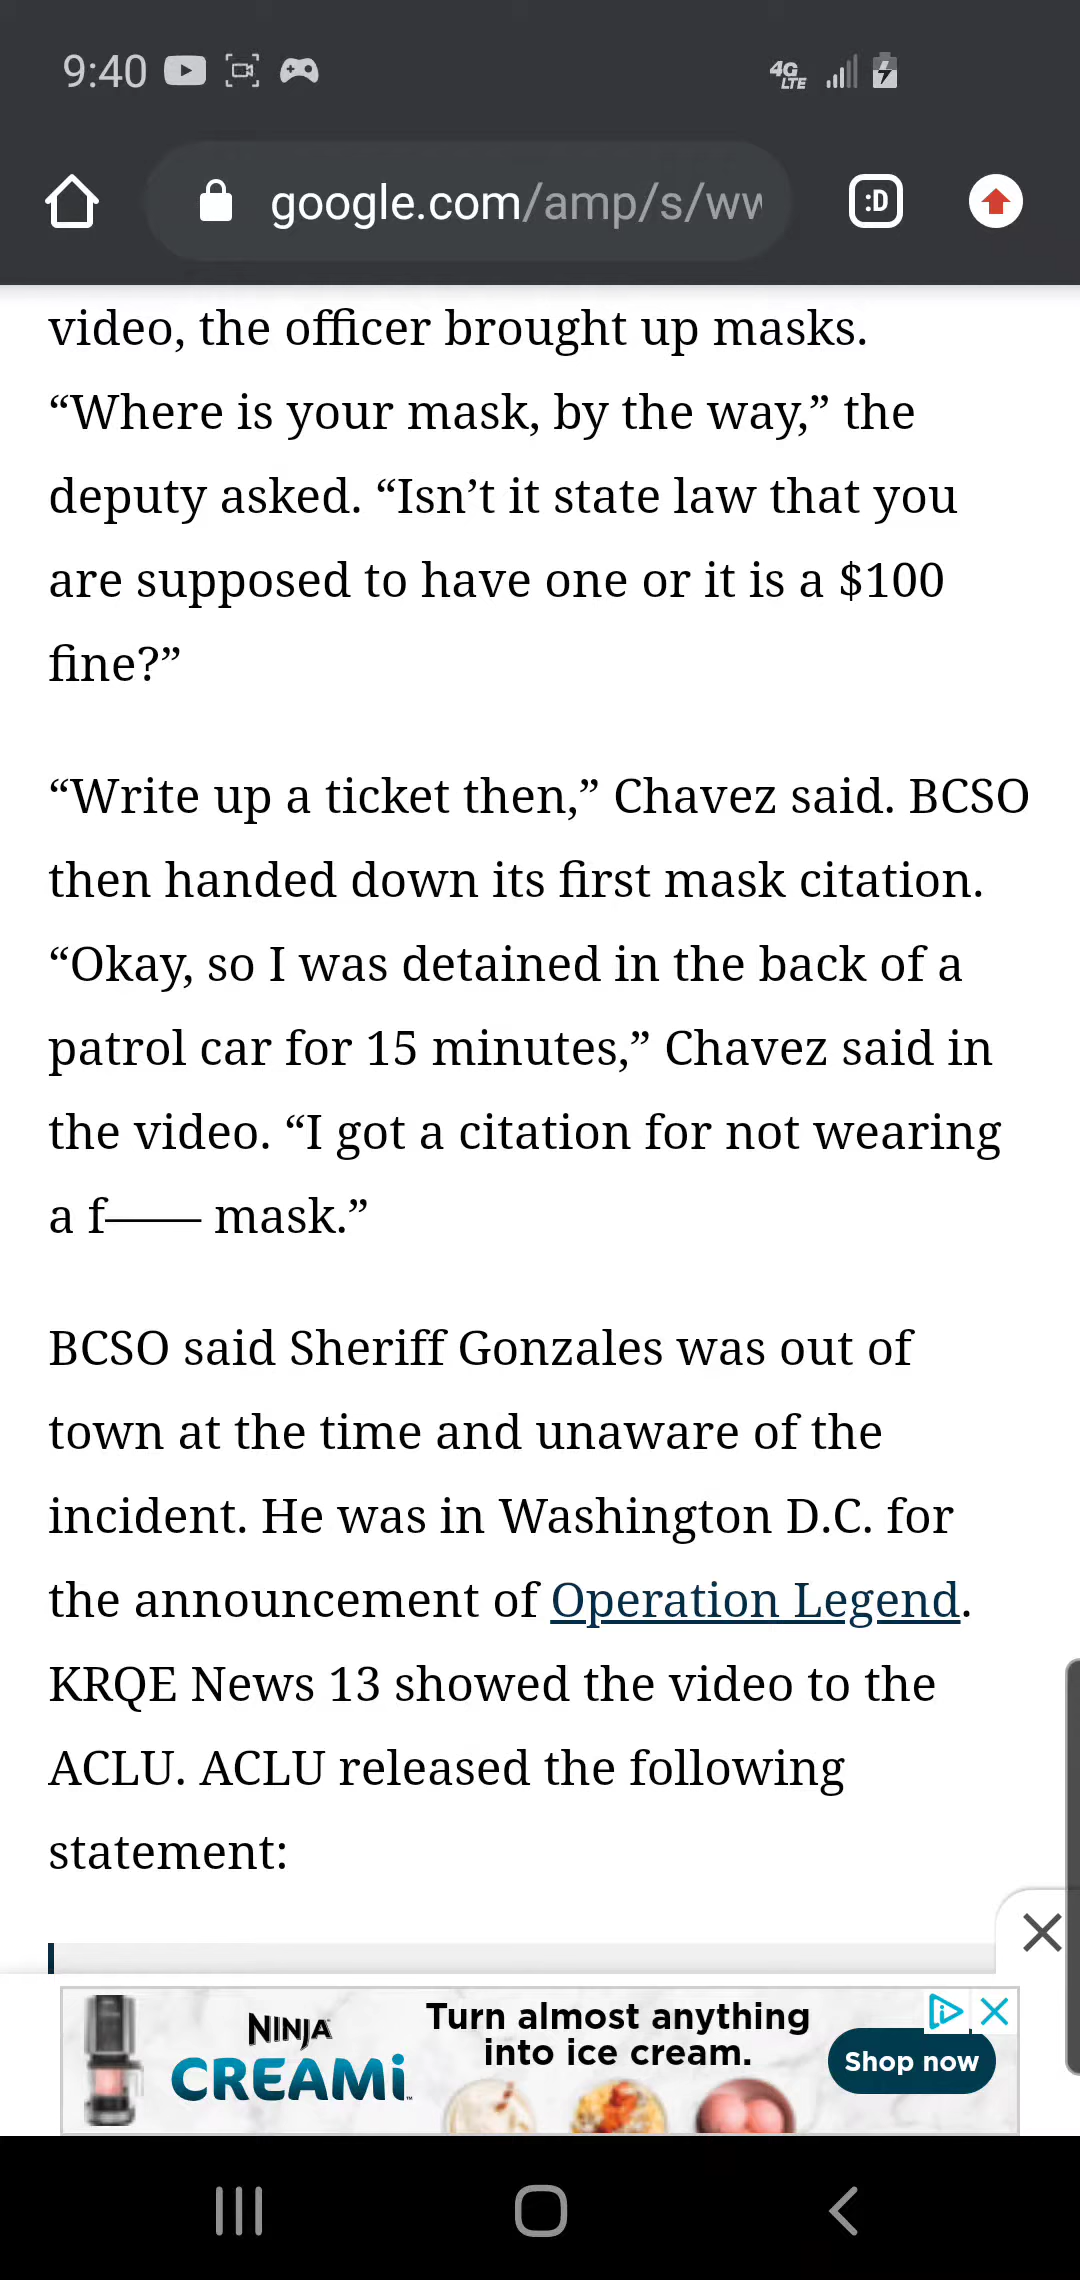 9:40
4G
LTE
google.com/amp/s/ww
:D
video, the officer brought up masks.
“Where is your mask, by the way,” the
deputy asked. “Isn’t it state law that you
are supposed to have one or it is a $100
fine?”
“Write up a ticket then,” Chavez said. BCSO
then handed down its first mask citation.
“Okay, so I was detained in the back of a
patrol car for 15 minutes,” Chavez said in
the video. “I got a citation for not wearing
a f—— mask.”
BCSO said Sheriff Gonzales was out of
town at the time and unaware of the
incident. He was in Washington D.C. for
the announcement of Operation Legend.
KRQE News 13 showed the video to the
ACLU. ACLU released the following
statement:
NINJA
CREAMi™
Turn almost anything
into ice cream.
Shop now